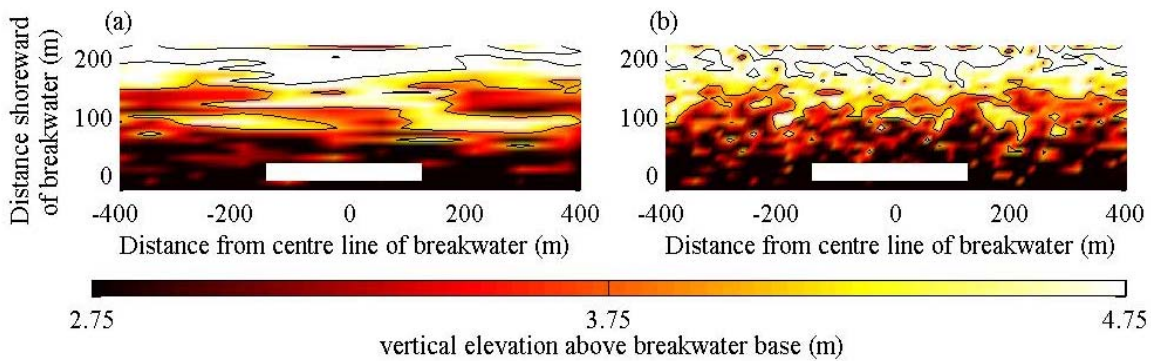 (a)
(b)
Distance shoreward
of breakwater (m)
200
100
0
200
100
0
-400
-200
0
200
400
-400
-200
0
200
400
Distance from centre line of breakwater (m)
Distance from centre line of breakwater (m)
2.75
3.75
4.75
vertical elevation above breakwater base (m)